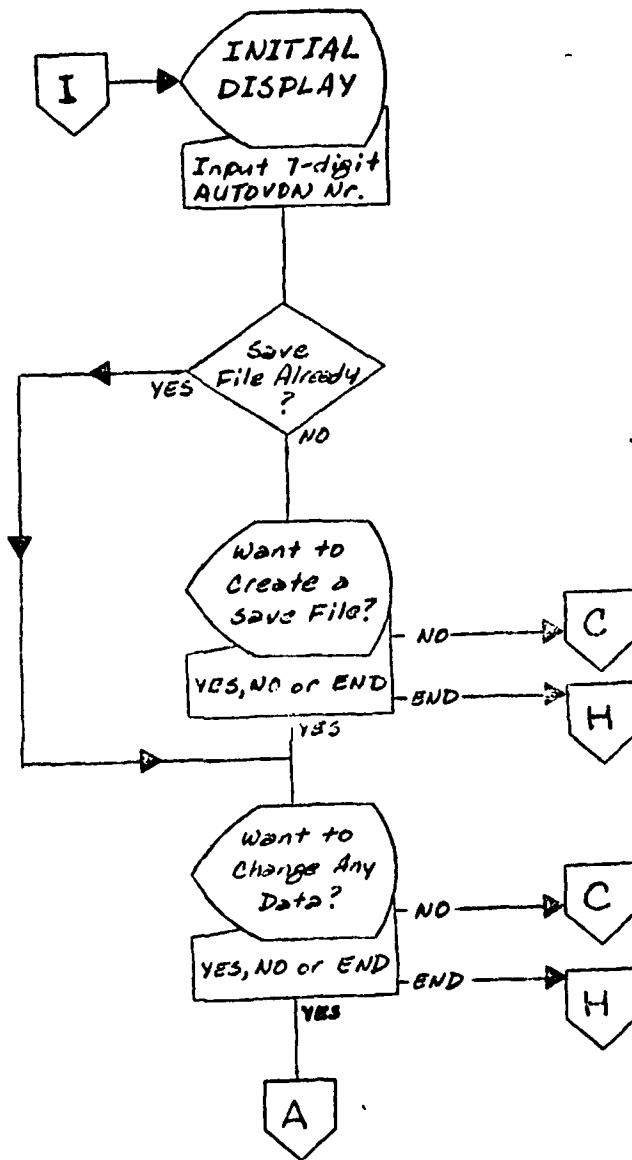 I
INITIAL
DISPLAY
Input 7-digit
AUTOVON Nr.
Save
File Already
?
YES
NO
Want to
Create a
Save File?
YES, NO or END
NO
C
END
H
YES
Want to
Change Any
Data?
YES, NO or END
NO
C
END
H
YES
A